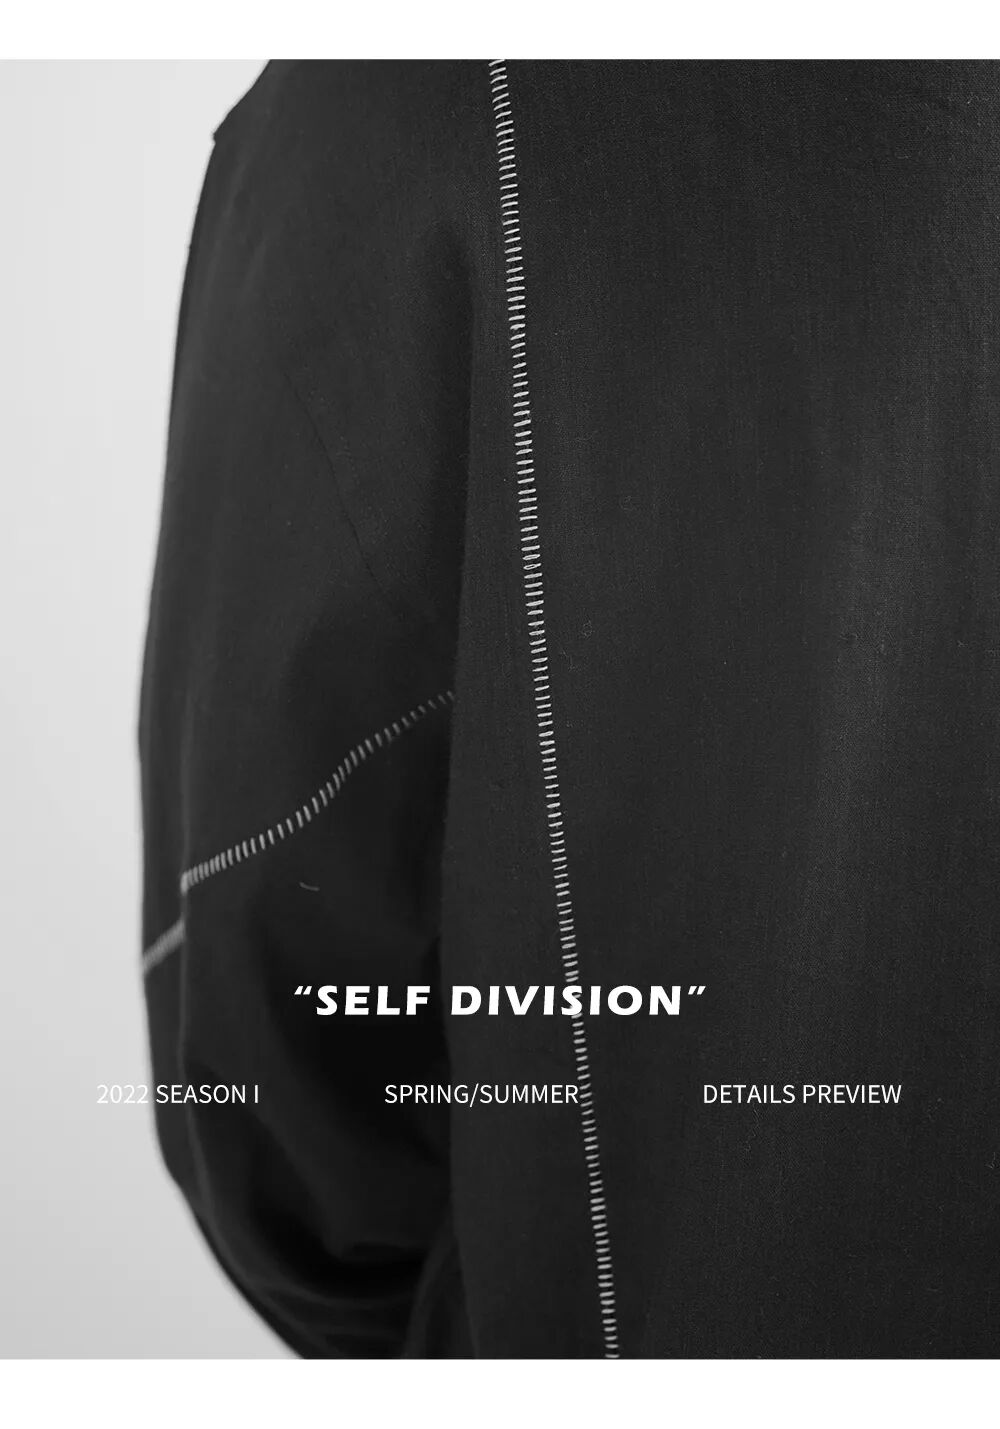 “SELF DIVISION”
2022 SEASON I SPRING/SUMMER DETAILS PREVIEW